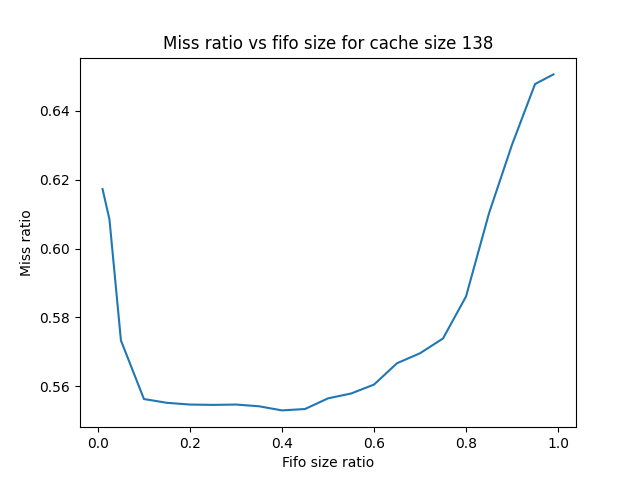 Miss ratio vs fifo size for cache size 138
Miss ratio
0.64
0.62
0.60
0.58
0.56
0.0 0.2 0.4 0.6 0.8 1.0
Fifo size ratio